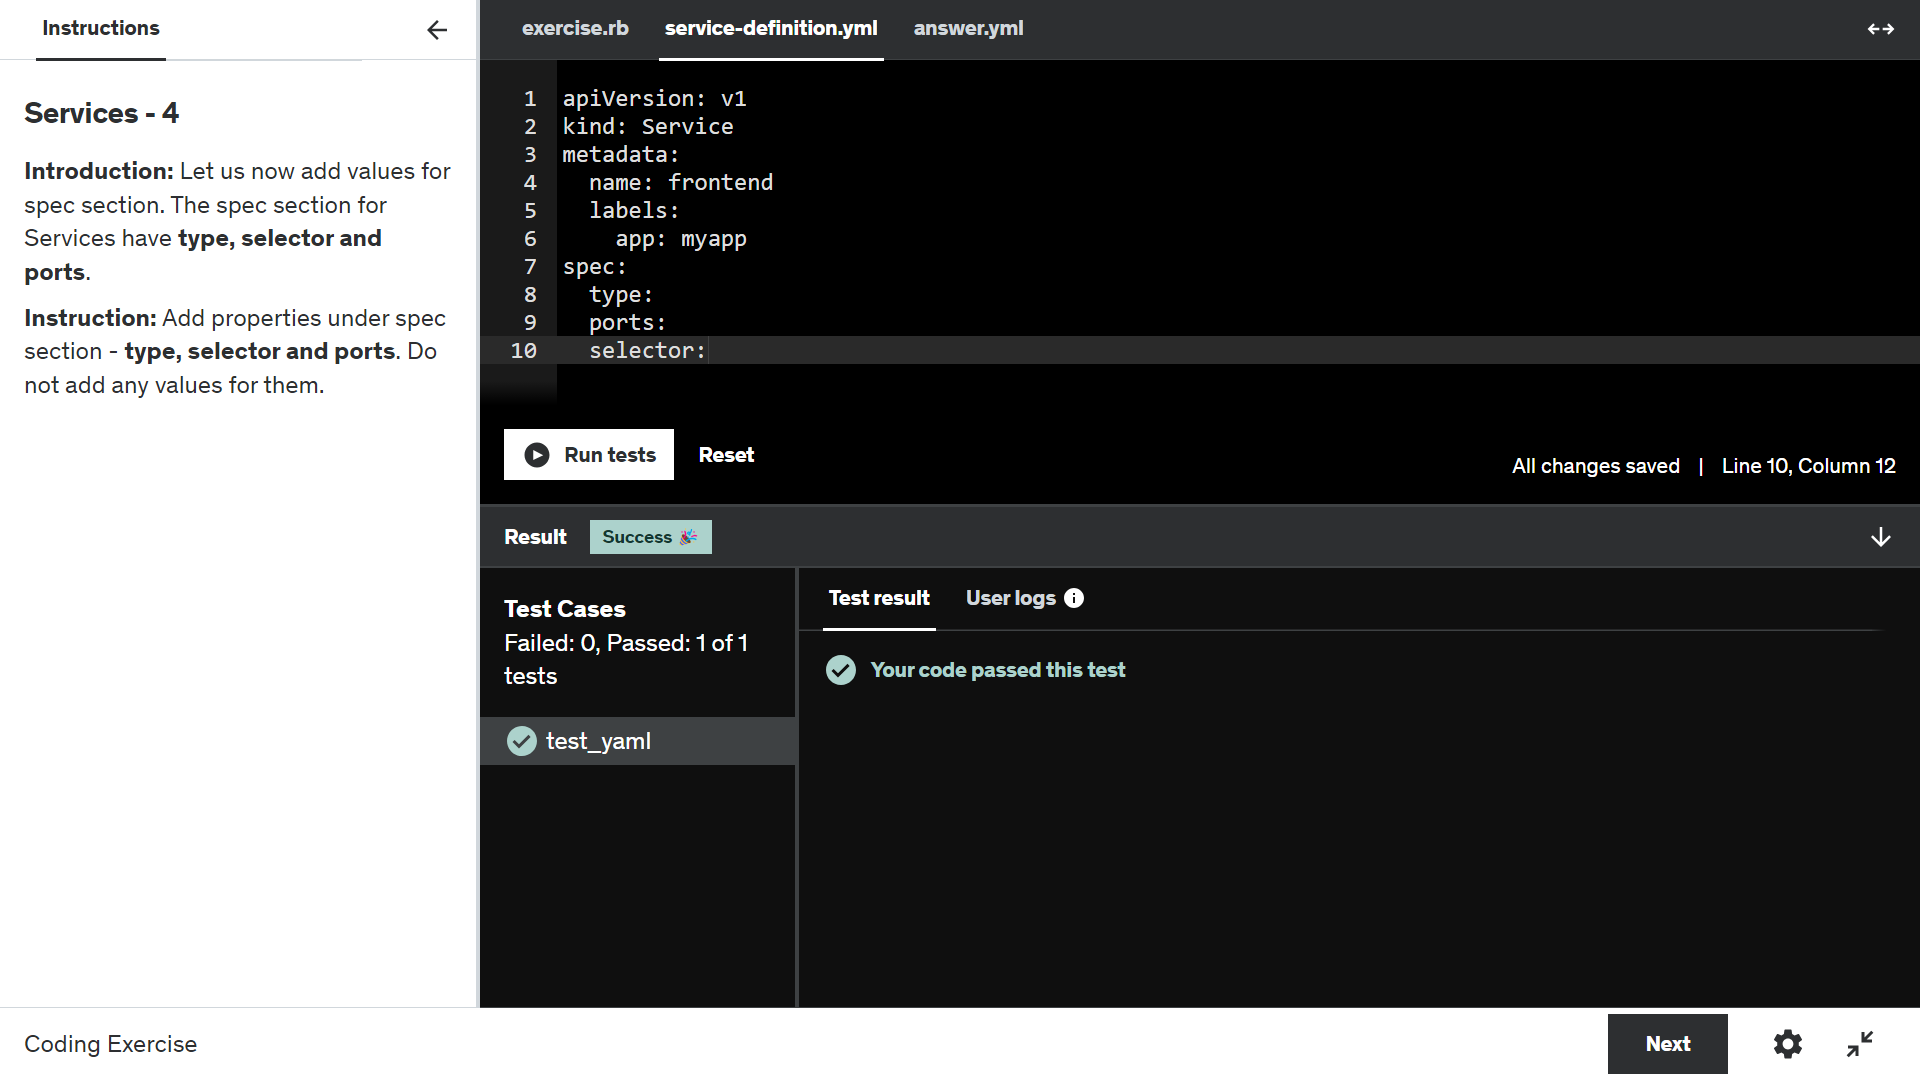 Instructions
Services - 4
Introduction: Let us now add values for
spec section. The spec section for
Services have type, selector and
ports.
Instruction: Add properties under spec
section - type, selector and ports. Do
not add any values for them.
exercise.rb
service-definition.yml
answer.yml
1 apiVersion: v1
2 kind: Service
3 metadata:
4   name: frontend
5   labels:
6     app: myapp
7 spec:
8   type:
9   ports:
10   selector:
Run tests
Reset
All changes saved | Line 10, Column 12
Result
Success 🎉
Test Cases
Failed: 0, Passed: 1 of 1
tests
test_yaml
Test result
User logs
Your code passed this test
Coding Exercise
Next